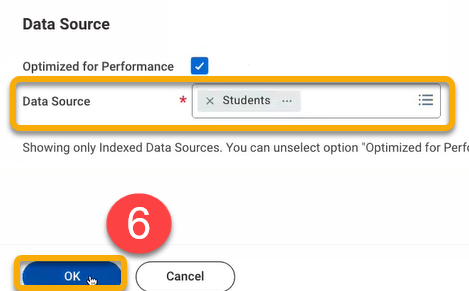 Data Source
Optimized for Performance
Data Source * × Students ...
Showing only Indexed Data Sources. You can unselect option "Optimized for Perfo
6
OK Cancel